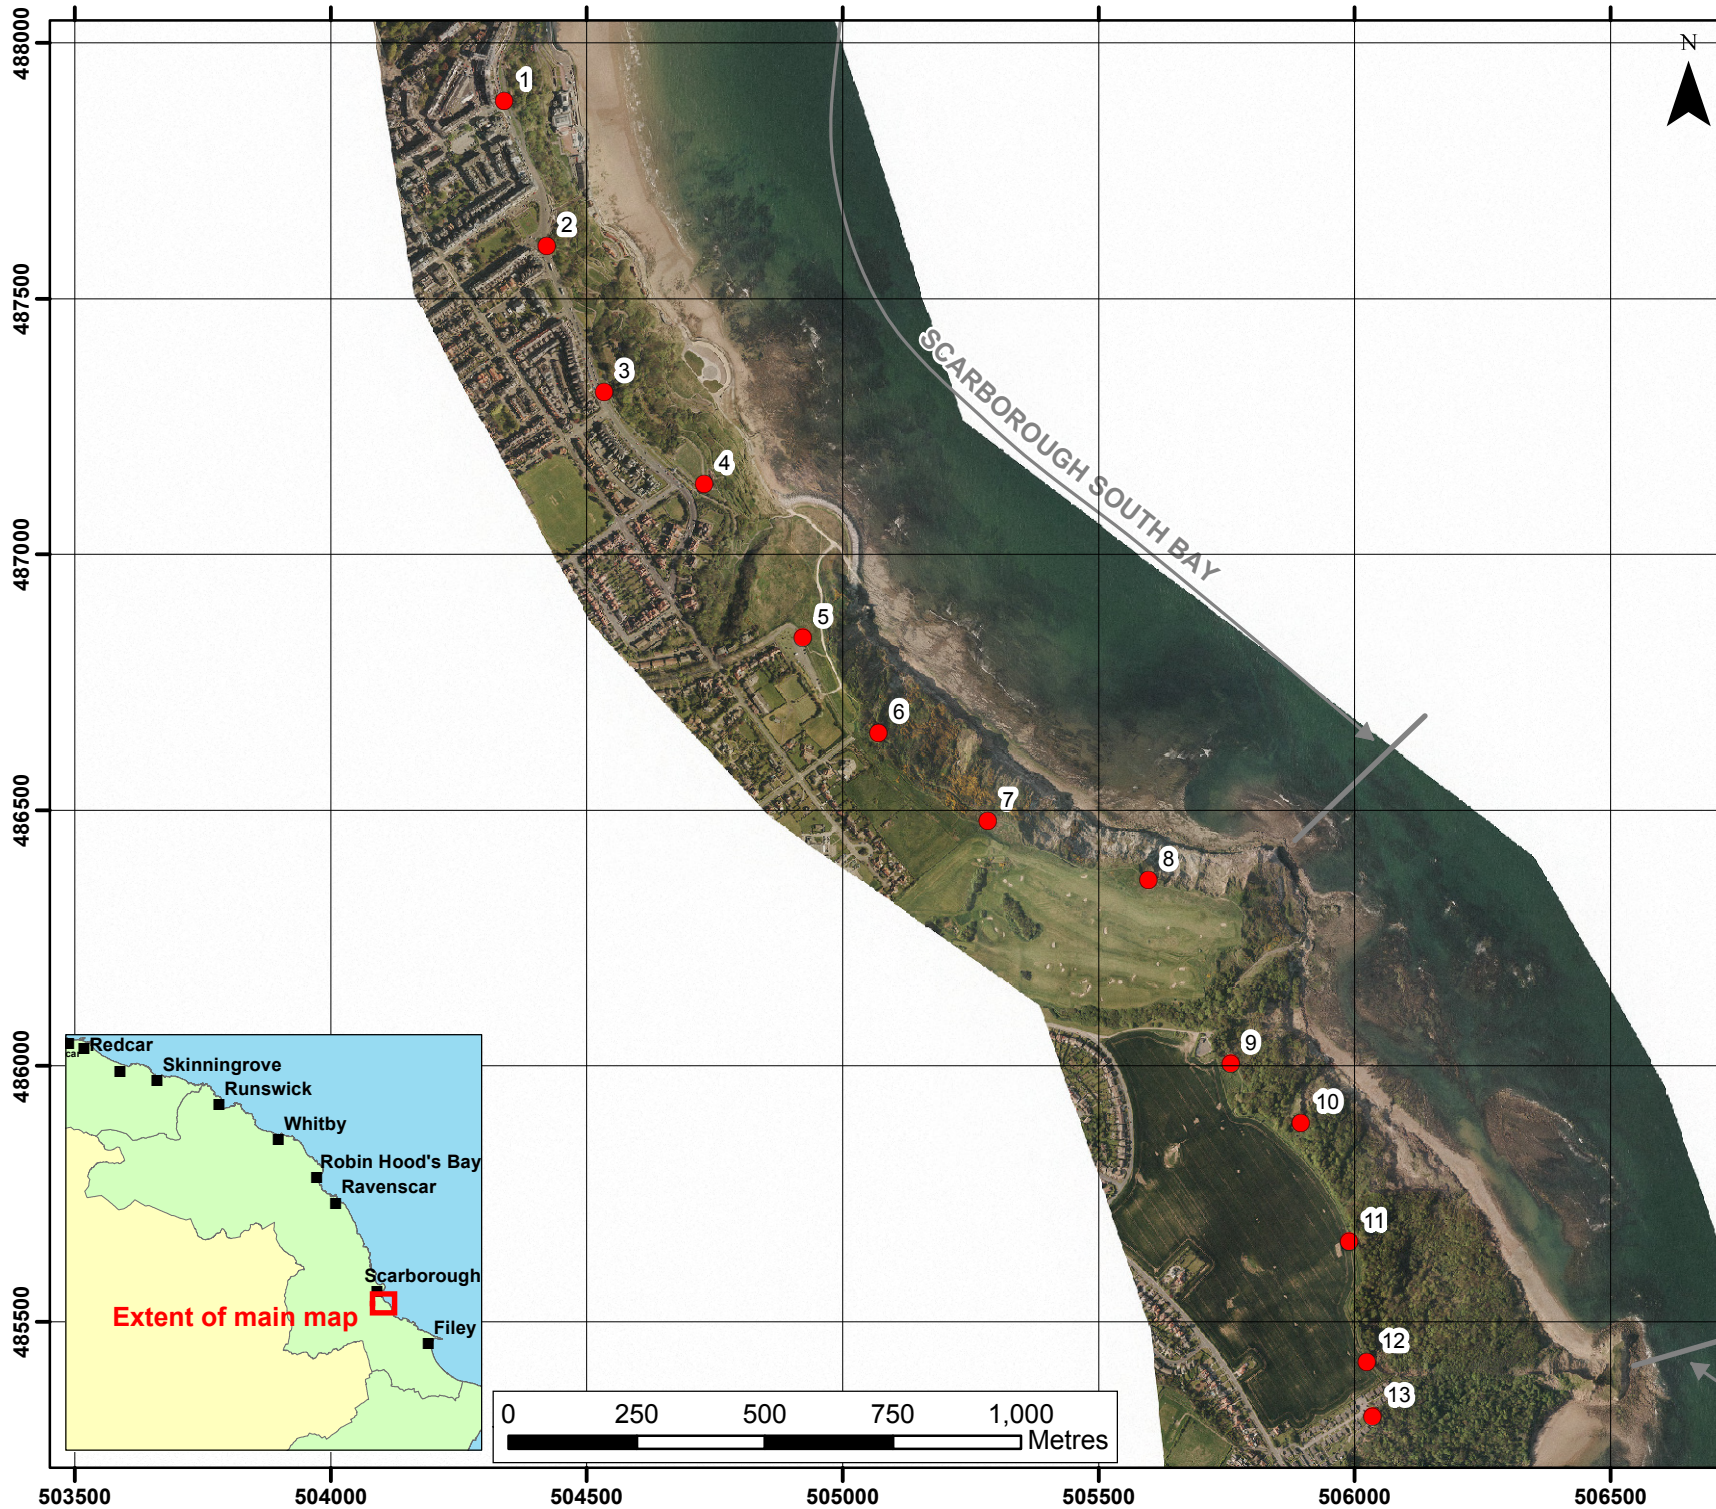 488000
487500
487000
486500
486000
485500
N
1
2
3
4
5
6
7
8
9
10
11
12
13
SCARBOROUGH SOUTH BAY
car
Redcar
Skinningrove
Runswick
Whitby
Robin Hood's Bay
Ravenscar
Scarborough
Extent of main map
Filey
0 250 500 750 1,000
Metres
503500 504000 504500 505000 505500 506000 506500